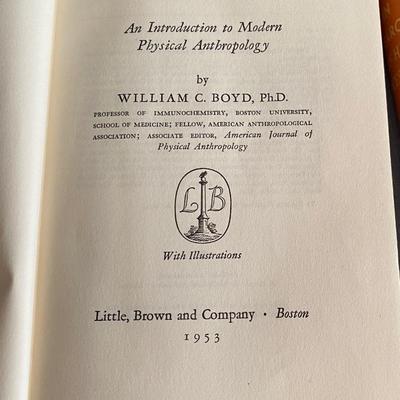 An Introduction to Modern
Physical Anthropology
by
WILLIAM C. BOYD, Ph.D.
PROFESSOR OF IMMUNOCHEMISTRY, BOSTON UNIVERSITY,
SCHOOL OF MEDICINE; FELLOW, AMERICAN ANTHROPOLOGICAL
ASSOCIATION; ASSOCIATE EDITOR, American Journal of
Physical Anthropology
L B
With Illustrations
Little, Brown and Company · Boston
1953